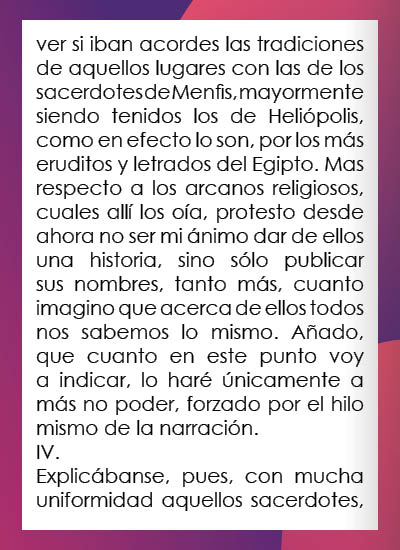 ver si iban acordes las tradiciones
de aquellos lugares con las de los
sacerdotes de Menfis, mayormente
siendo tenidos los de Heliópolis,
como en efecto lo son, por los más
eruditos y letrados del Egipto. Mas
respecto a los arcanos religiosos,
cuales allí los oía, protesto desde
ahora no ser mi ánimo dar de ellos
una historia, sino sólo publicar
sus nombres, tanto más, cuanto
imagino que acerca de ellos todos
nos sabemos lo mismo. Añado,
que cuanto en este punto voy
a indicar, lo haré únicamente a
más no poder, forzado por el hilo
mismo de la narración.
IV.
Explicábanse, pues, con mucha
uniformidad aquellos sacerdotes,